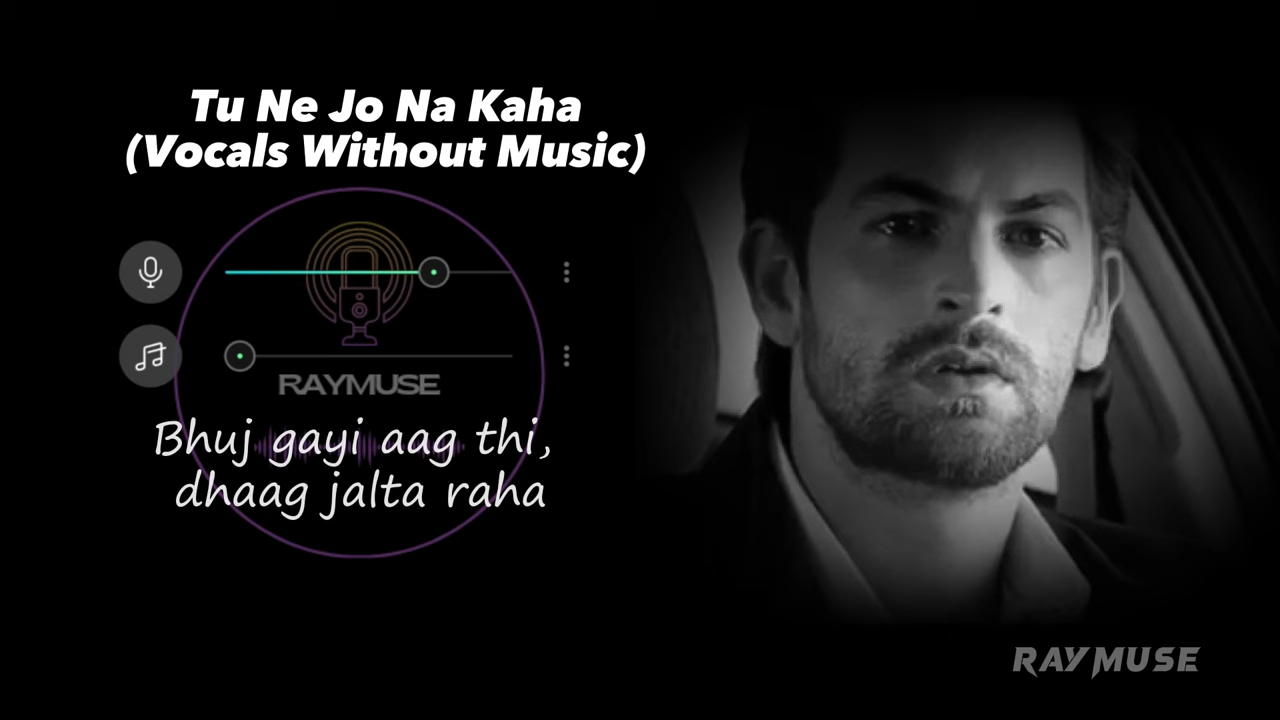 Tu Ne Jo Na Kaha
(Vocals Without Music)
RAYMUSE
Bhuj gayi aag thi,
dhaag jalta raha
RAYMUSE